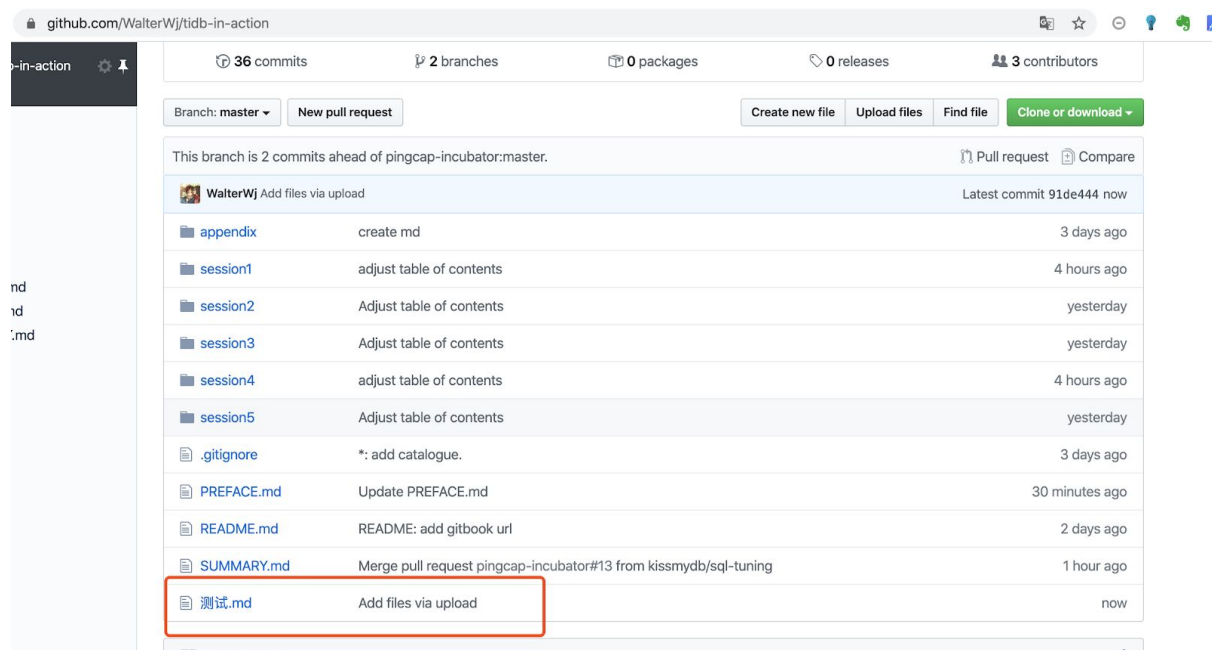 github.com/WalterWj/tidb-in-action
-in-action
36 commits 2 branches 0 packages 0 releases 3 contributors
Branch: master New pull request Create new file Upload files Find file Clone or download
This branch is 2 commits ahead of pingcap-incubator:master. Pull request Compare
WalterWj Add files via upload Latest commit 91de444 now
appendix create md 3 days ago
session1 adjust table of contents 4 hours ago
session2 Adjust table of contents yesterday
session3 Adjust table of contents yesterday
session4 adjust table of contents 4 hours ago
session5 Adjust table of contents yesterday
.gitignore *: add catalogue. 3 days ago
PREFACE.md Update PREFACE.md 30 minutes ago
README.md README: add gitbook url 2 days ago
SUMMARY.md Merge pull request pingcap-incubator#13 from kissmydb/sql-tuning 1 hour ago
测试.md Add files via upload now
.md